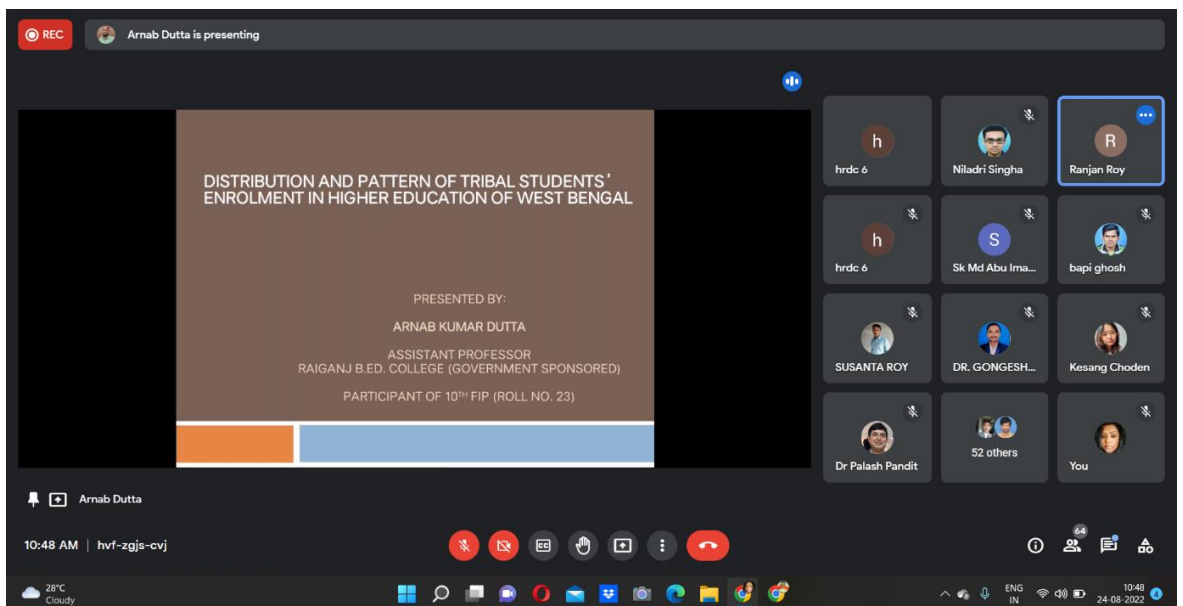 REC
Arnab Dutta is presenting
DISTRIBUTION AND PATTERN OF TRIBAL STUDENTS'
ENROLMENT IN HIGHER EDUCATION OF WEST BENGAL
PRESENTED BY:
ARNAB KUMAR DUTTA
ASSISTANT PROFESSOR
RAIGANJ B.ED. COLLEGE (GOVERNMENT SPONSORED)
PARTICIPANT OF 10TH FIP (ROLL NO. 23)
h
hrdc 6
Niladri Singha
R
Ranjan Roy
h
hrdc 6
S
Sk Md Abu Ima...
bapi ghosh
SUSANTA ROY
DR. GONGESH...
Kesang Choden
Dr Palash Pandit
52 others
You
Arnab Dutta
10:48 AM | hvf-zgjs-cvj
CC
64
28°C
Cloudy
ENG
IN
10:48
24-08-2022
4